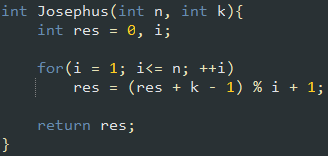 int Josephus(int n, int k){
    int res = 0, i;

    for(i = 1; i<= n; ++i)
        res = (res + k - 1) % i + 1;

    return res;
}